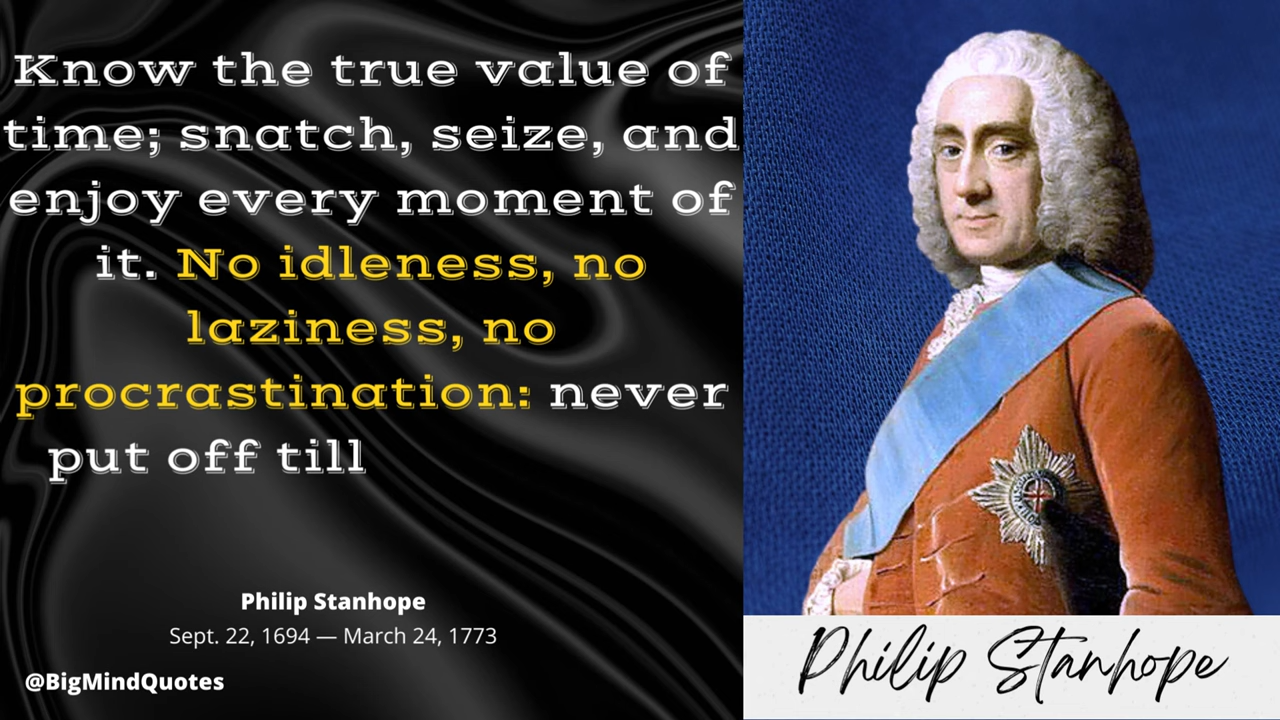 Know the true value of
time; snatch, seize, and
enjoy every moment of
it. No idleness, no
laziness, no
procrastination: never
put off till
Philip Stanhope
Sept. 22, 1694 — March 24, 1773
@BigMindQuotes
Philip Stanhope